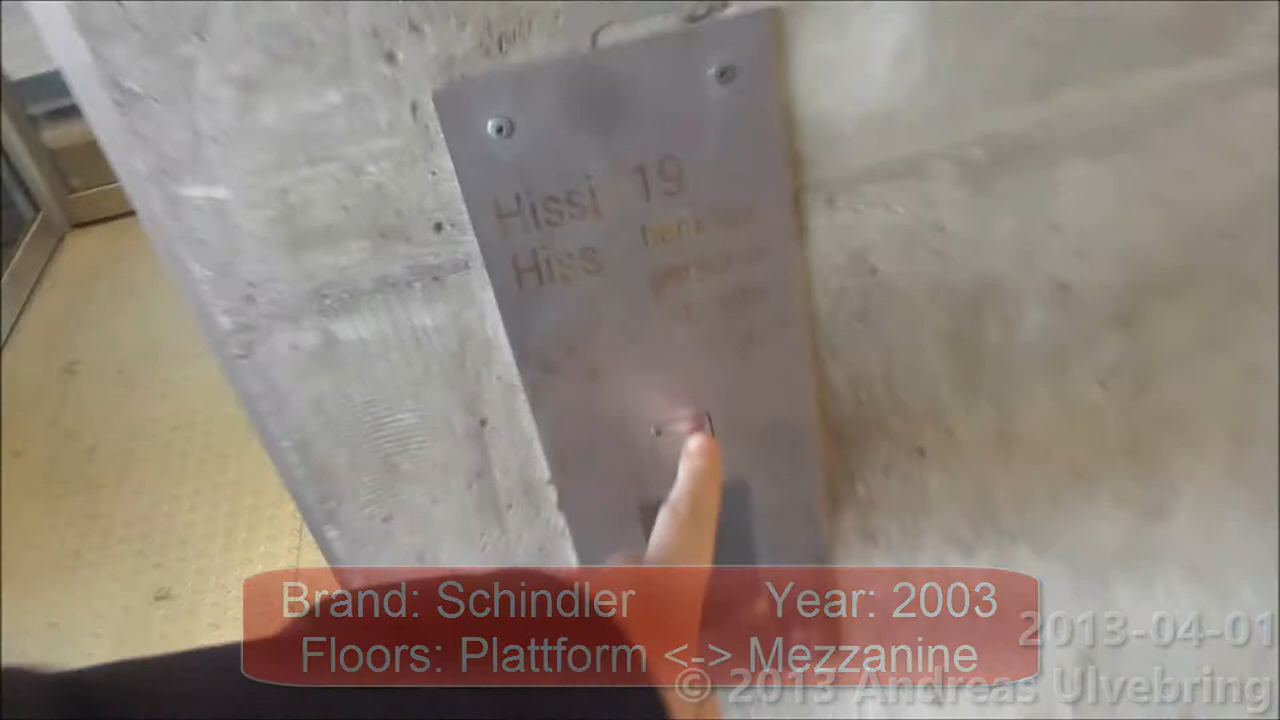 Hissi 19
Hiss
Brand: Schindler Year: 2003
Floors: Plattform <-> Mezzanine
2013-04-01
© 2013 Andreas Ulvebring